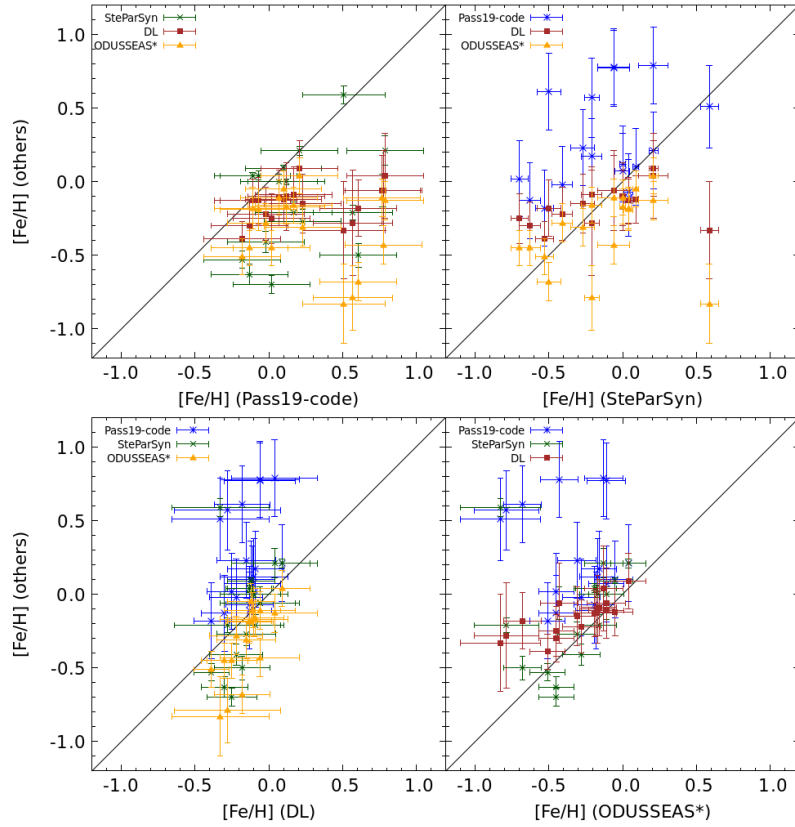 SteParSyn
DL
ODUSSEAS*
1.0
0.5
0.0
-0.5
-1.0
[Fe/H] (others)
-1.0 -0.5 0.0 0.5 1.0
[Fe/H] (Pass19-code)
Pass19-code
DL
ODUSSEAS*
-1.0 -0.5 0.0 0.5 1.0
[Fe/H] (SteParSyn)
Pass19-code
SteParSyn
ODUSSEAS*
1.0
0.5
0.0
-0.5
-1.0
[Fe/H] (others)
-1.0 -0.5 0.0 0.5 1.0
[Fe/H] (DL)
Pass19-code
SteParSyn
DL
-1.0 -0.5 0.0 0.5 1.0
[Fe/H] (ODUSSEAS*)